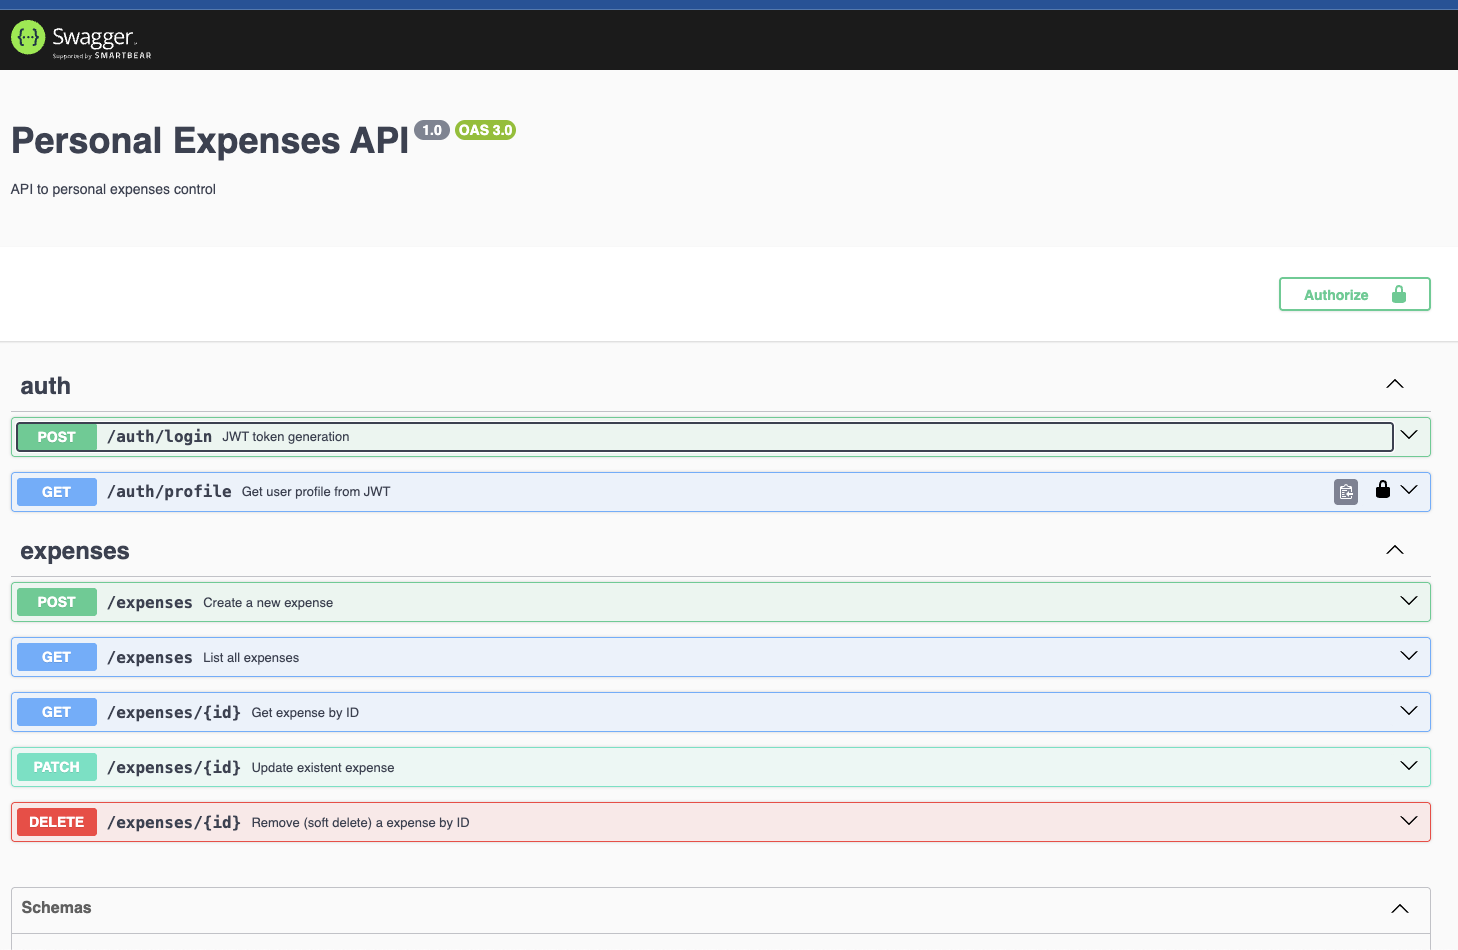 Swagger
Supported by SMARTBEAR
Personal Expenses API 1.0 OAS 3.0
API to personal expenses control
Authorize
auth
POST /auth/login JWT token generation
GET /auth/profile Get user profile from JWT
expenses
POST /expenses Create a new expense
GET /expenses List all expenses
GET /expenses/{id} Get expense by ID
PATCH /expenses/{id} Update existent expense
DELETE /expenses/{id} Remove (soft delete) a expense by ID
Schemas